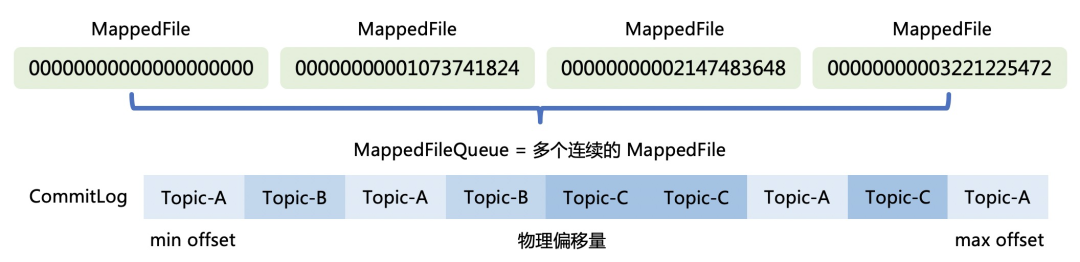 MappedFile MappedFile MappedFile MappedFile
00000000000000000000 00000000001073741824 00000000002147483648 00000000003221225472
MappedFileQueue = 多个连续的 MappedFile
CommitLog Topic-A Topic-B Topic-A Topic-B Topic-C Topic-C Topic-A Topic-C Topic-A
min offset 物理偏移量 max offset